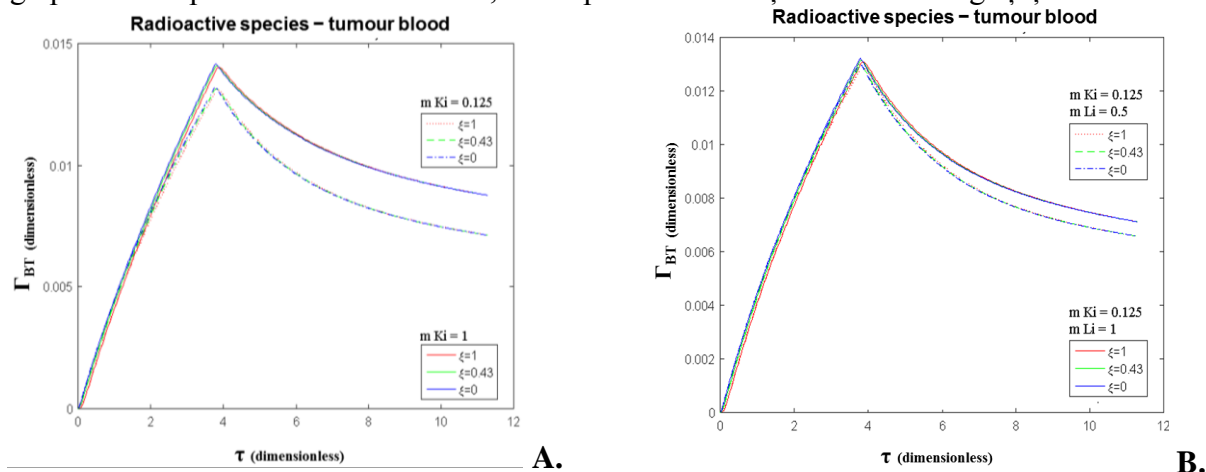 Radioactive species – tumour blood
0.015
0.01
0.005
0
0 2 4 6 8 10 12
Γ BT (dimensionless)
τ (dimensionless)
m Ki = 0.125
ξ=1
ξ=0.43
ξ=0
m Ki = 1
ξ=1
ξ=0.43
ξ=0
A.
Radioactive species – tumour blood
0.014
0.012
0.01
0.008
0.006
0.004
0.002
0
0 2 4 6 8 10 12
Γ BT (dimensionless)
τ (dimensionless)
m Ki = 0.125
m Li = 0.5
ξ=1
ξ=0.43
ξ=0
m Ki = 0.125
m Li = 1
ξ=1
ξ=0.43
ξ=0
B.